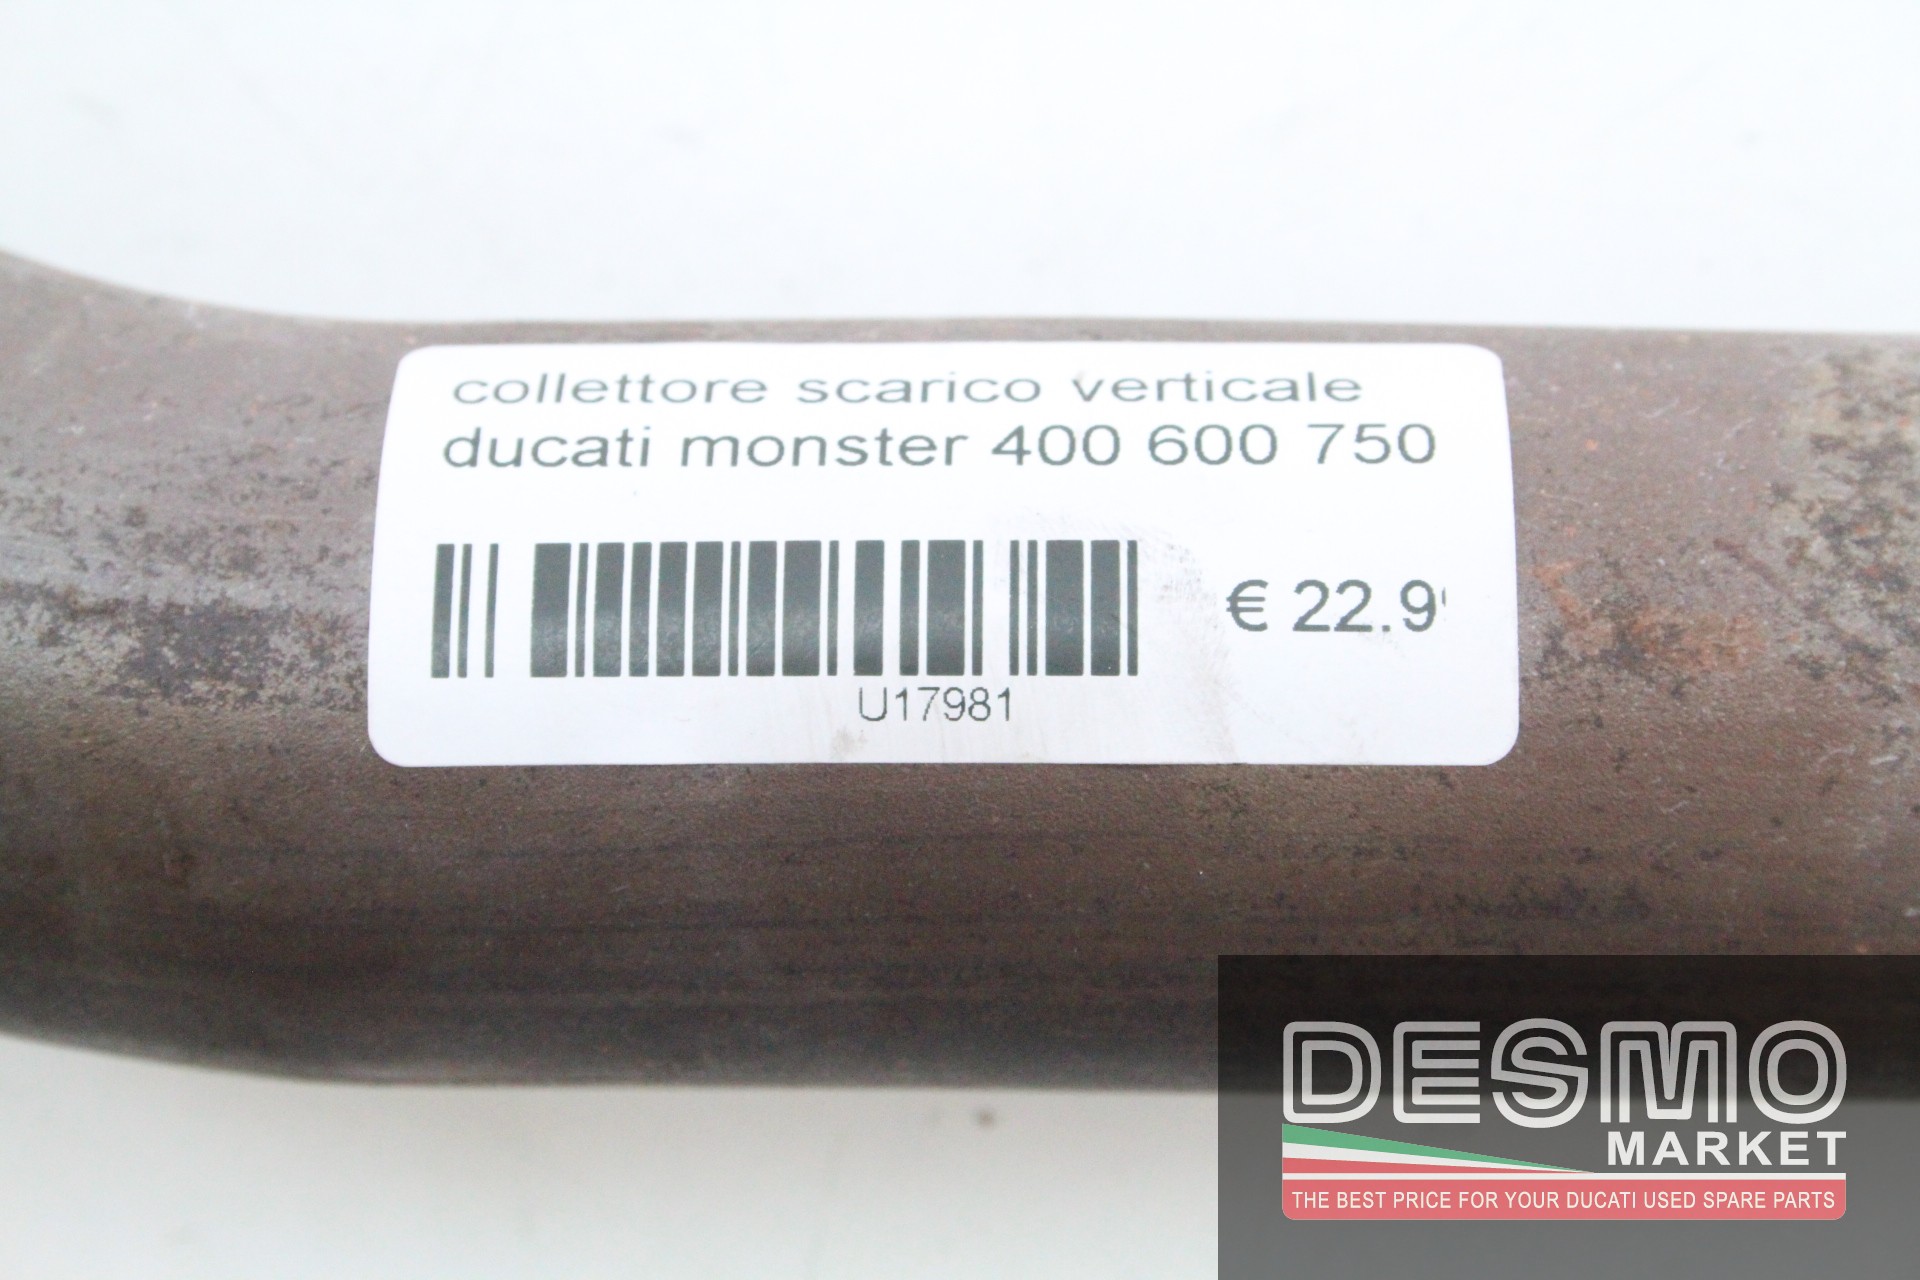 collettore scarico verticale
ducati monster 400 600 750
€ 22.9
U17981
DESMO
MARKET
THE BEST PRICE FOR YOUR DUCATI USED SPARE PARTS